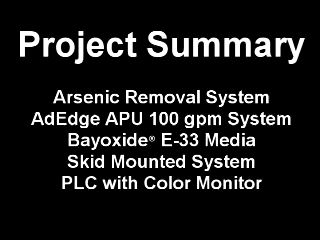 Project Summary
Arsenic Removal System
AdEdge APU 100 gpm System
Bayoxide® E-33 Media
Skid Mounted System
PLC with Color Monitor